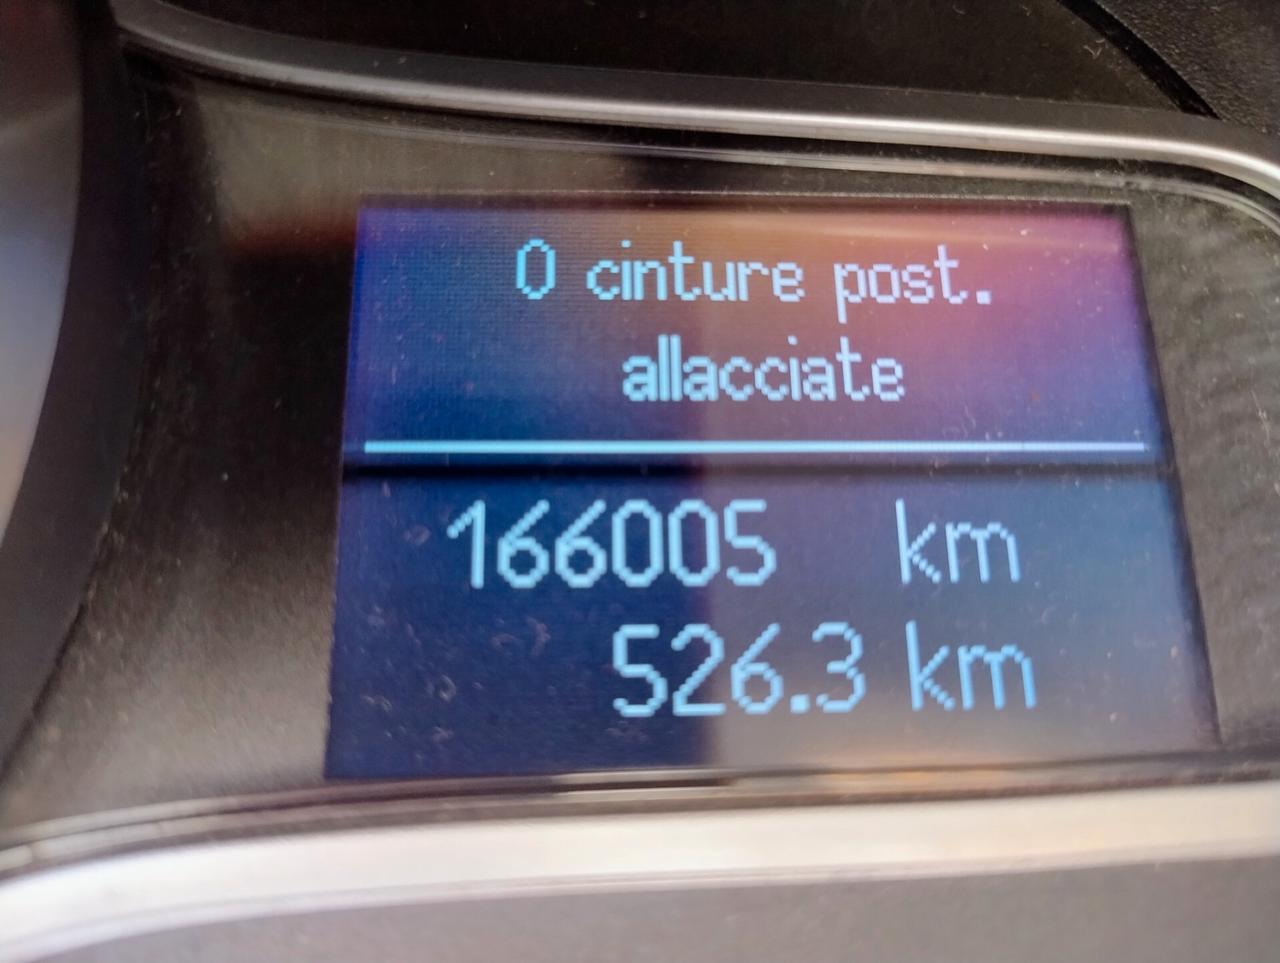 0 cinture post.
allacciate
166005 km
526.3 km